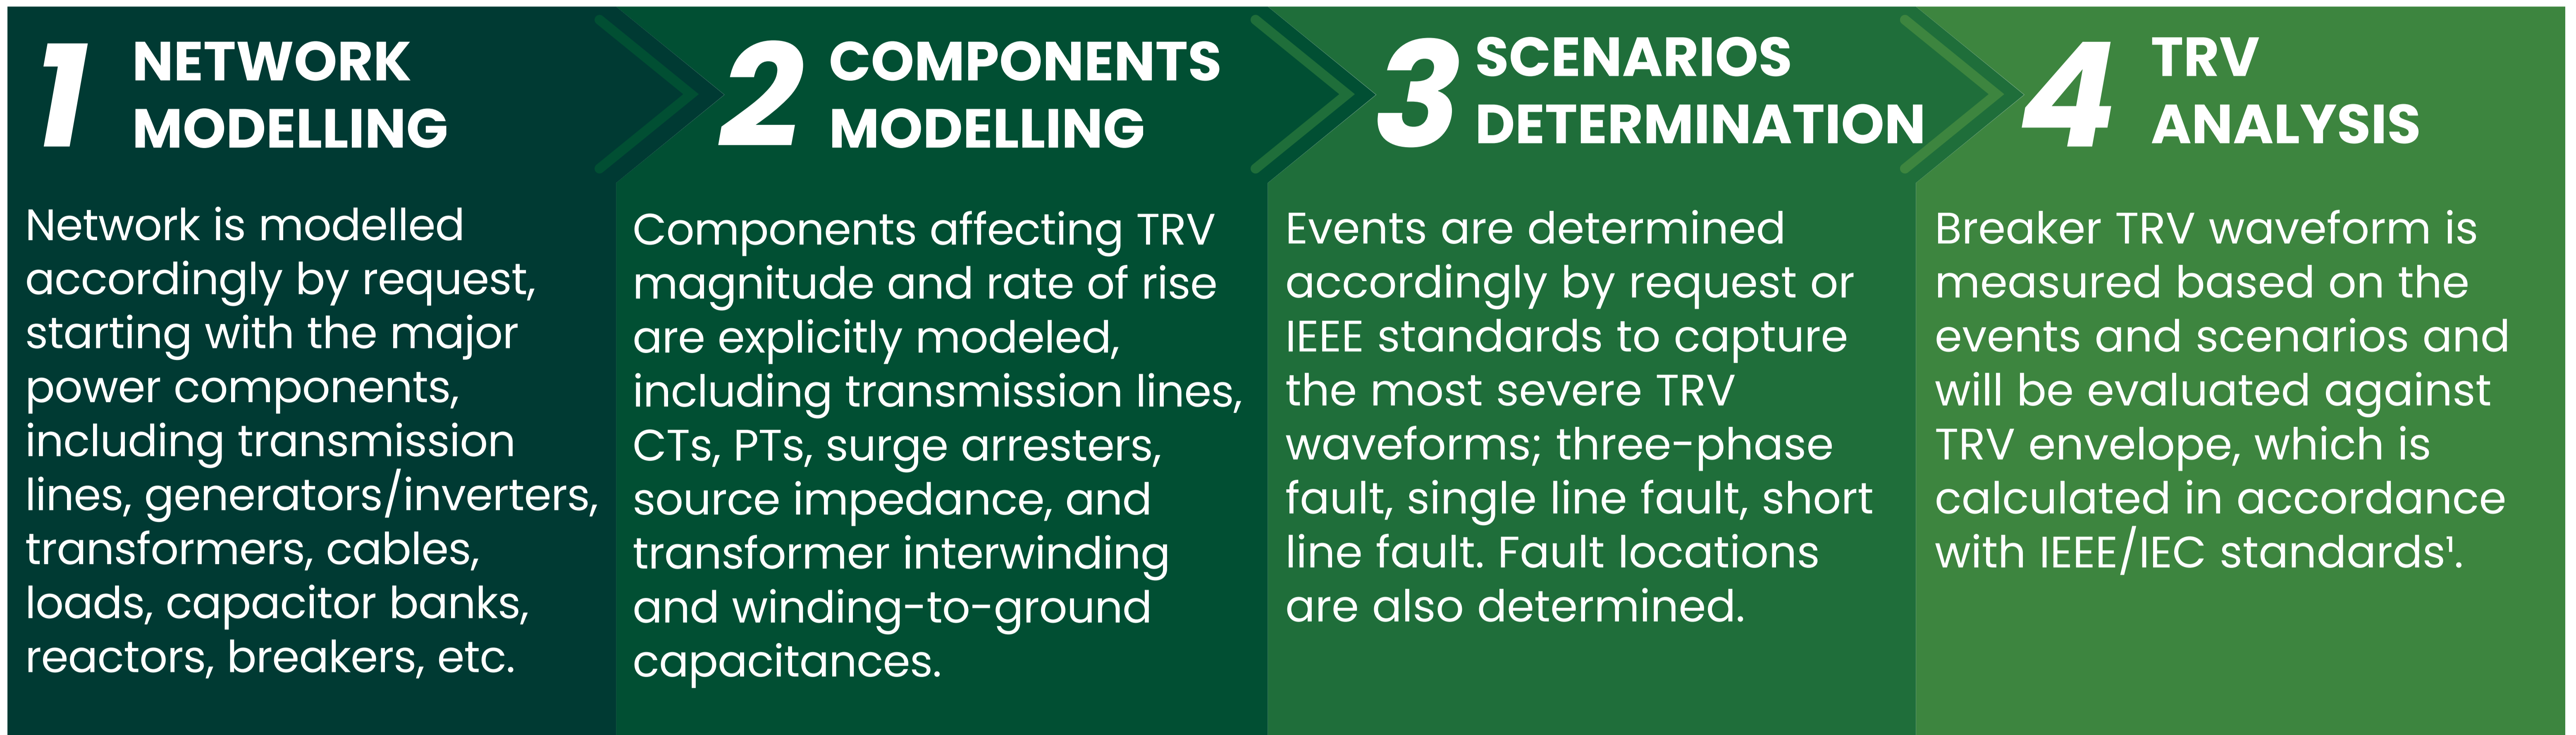 1 NETWORK
MODELLING
Network is modelled
accordingly by request,
starting with the major
power components,
including transmission
lines, generators/inverters,
transformers, cables,
loads, capacitor banks,
reactors, breakers, etc.
2 COMPONENTS
MODELLING
Components affecting TRV
magnitude and rate of rise
are explicitly modeled,
including transmission lines,
CTs, PTs, surge arresters,
source impedance, and
transformer interwinding
and winding-to-ground
capacitances.
3 SCENARIOS
DETERMINATION
Events are determined
accordingly by request or
IEEE standards to capture
the most severe TRV
waveforms; three-phase
fault, single line fault, short
line fault. Fault locations
are also determined.
4 TRV
ANALYSIS
Breaker TRV waveform is
measured based on the
events and scenarios and
will be evaluated against
TRV envelope, which is
calculated in accordance
with IEEE/IEC standards¹.